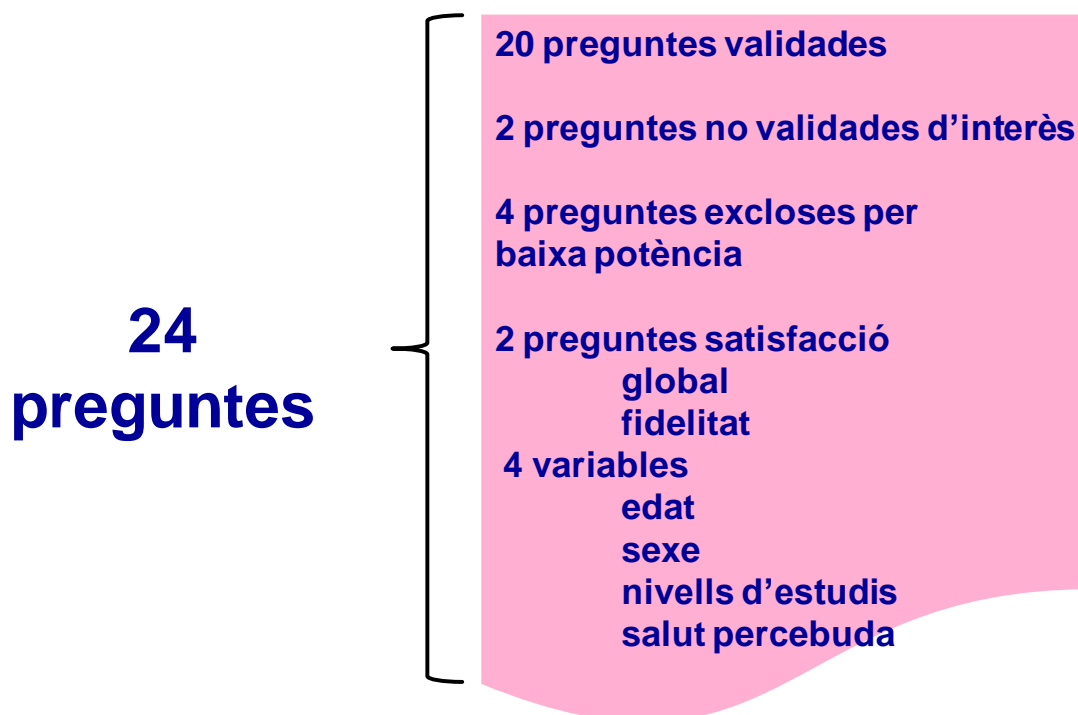 24
preguntes
20 preguntes validades
2 preguntes no validades d’interès
4 preguntes excloses per
baixa potència
2 preguntes satisfacció
global
fidelitat
4 variables
edat
sexe
nivells d’estudis
salut percebuda